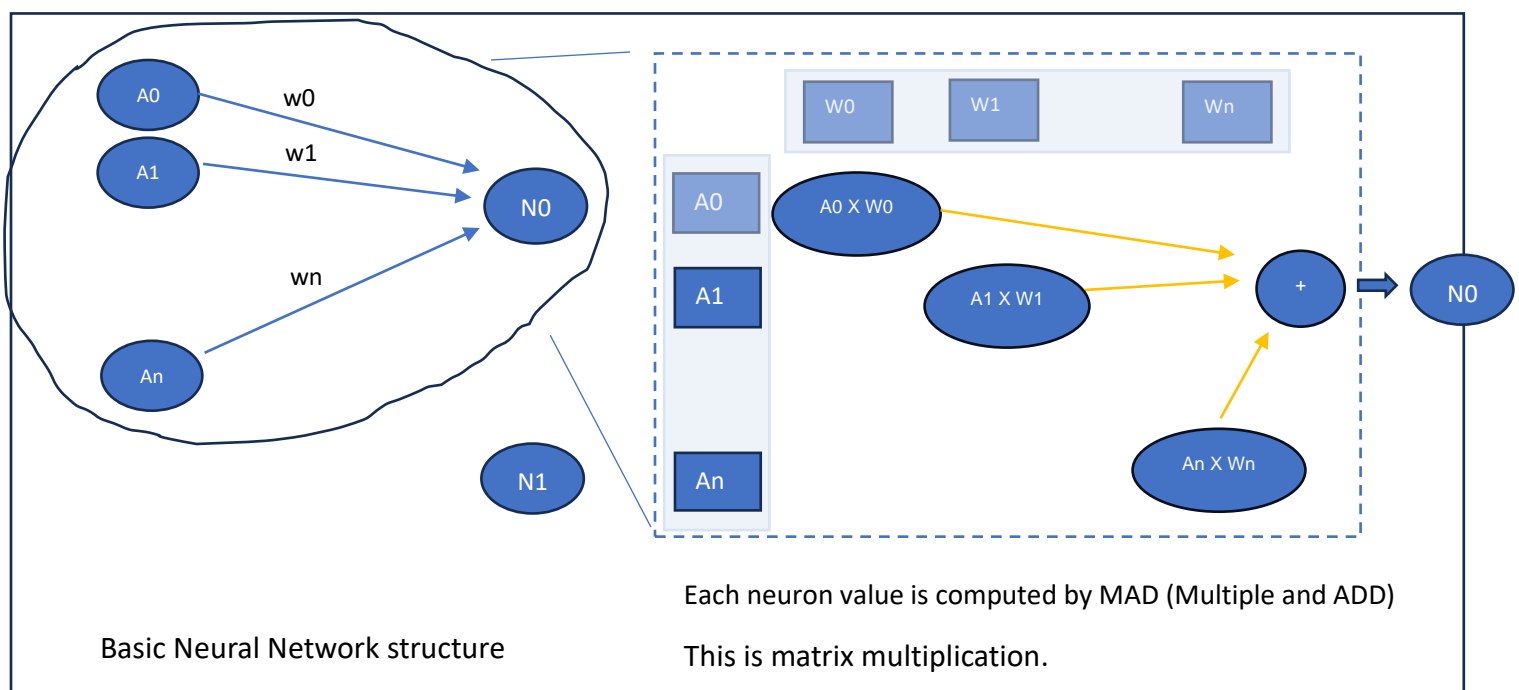 A0
w0
A1
w1
N0
wn
An
N1
W0
W1
Wn
A0
A0 X W0
A1
A1 X W1
+
N0
An
An X Wn
Each neuron value is computed by MAD (Multiple and ADD)
Basic Neural Network structure
This is matrix multiplication.